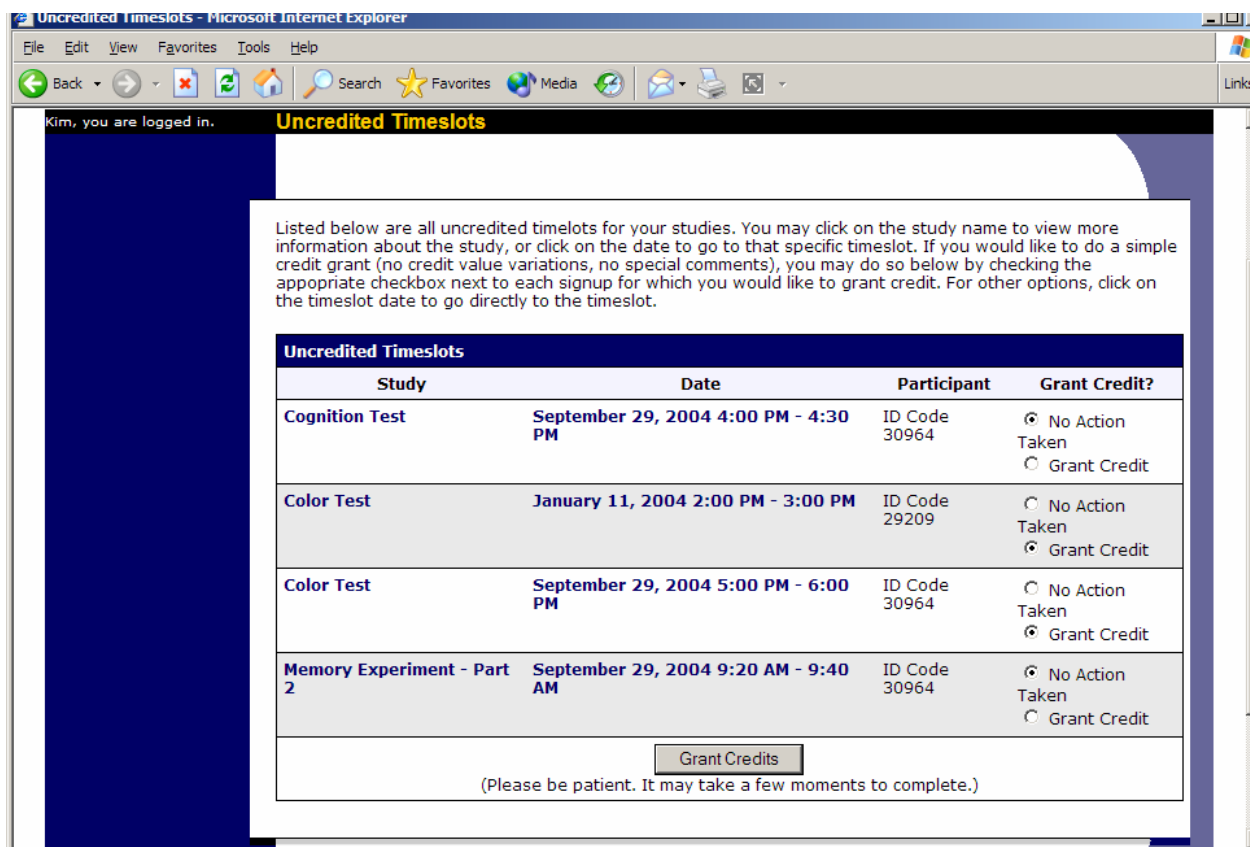 Uncredited Timeslots - Microsoft Internet Explorer
File Edit View Favorites Tools Help
Back Search Favorites Media Links
Kim, you are logged in. Uncredited Timeslots
Listed below are all uncredited timelots for your studies. You may click on the study name to view more
information about the study, or click on the date to go to that specific timeslot. If you would like to do a simple
credit grant (no credit value variations, no special comments), you may do so below by checking the
appopriate checkbox next to each signup for which you would like to grant credit. For other options, click on
the timeslot date to go directly to the timeslot.
Uncredited Timeslots
Study Date Participant Grant Credit?
Cognition Test September 29, 2004 4:00 PM - 4:30 ID Code No Action
PM 30964 Taken
Grant Credit
Color Test January 11, 2004 2:00 PM - 3:00 PM ID Code No Action
29209 Taken
Grant Credit
Color Test September 29, 2004 5:00 PM - 6:00 ID Code No Action
PM 30964 Taken
Grant Credit
Memory Experiment - Part September 29, 2004 9:20 AM - 9:40 ID Code No Action
2 AM 30964 Taken
Grant Credit
Grant Credits
(Please be patient. It may take a few moments to complete.)